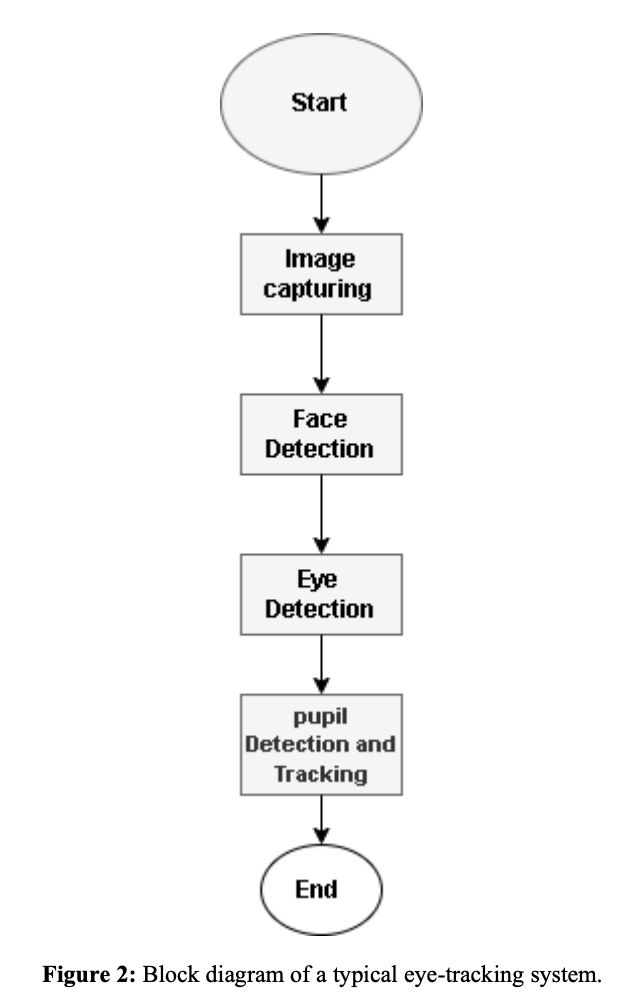 Start
Image
capturing
Face
Detection
Eye
Detection
pupil
Detection and
Tracking
End
Figure 2: Block diagram of a typical eye-tracking system.